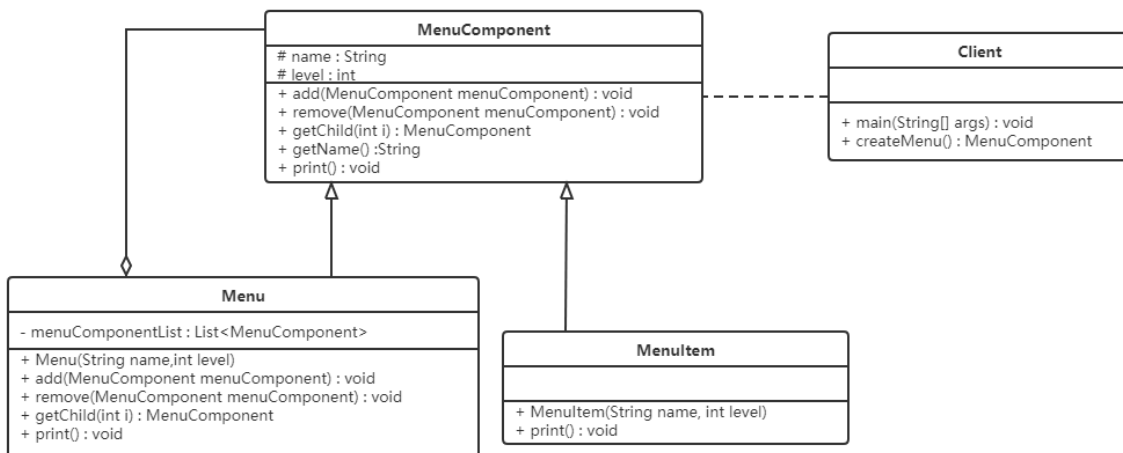 MenuComponent
# name : String
# level : int
+ add(MenuComponent menuComponent) : void
+ remove(MenuComponent menuComponent) : void
+ getChild(int i) : MenuComponent
+ getName() :String
+ print() : void
Client
+ main(String[] args) : void
+ createMenu() : MenuComponent
Menu
- menuComponentList : List<MenuComponent>
+ Menu(String name,int level)
+ add(MenuComponent menuComponent) : void
+ remove(MenuComponent menuComponent) : void
+ getChild(int i) : MenuComponent
+ print() : void
MenuItem
+ MenuItem(String name, int level)
+ print() : void